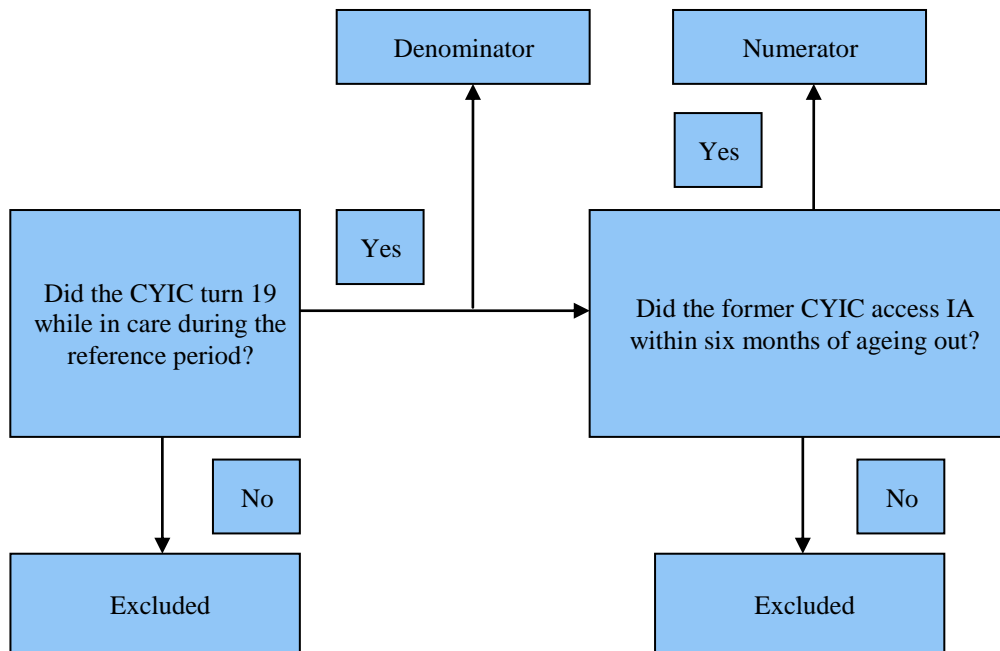 Denominator
Numerator
Yes
Yes
Did the CYIC turn 19
while in care during the
reference period?
Did the former CYIC access IA
within six months of ageing out?
No
No
Excluded
Excluded